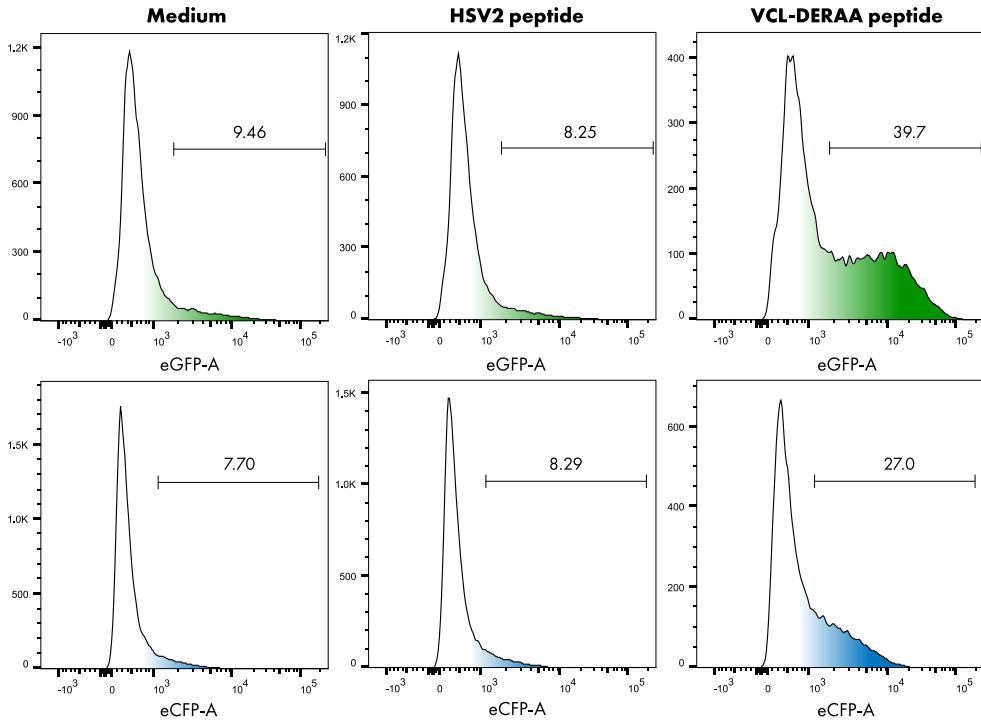 Medium
HSV2 peptide
VCL-DERAA peptide
1.2K
900
600
300
0
9.46
-10³ 0 10³ 10⁴ 10⁵
eGFP-A
1.2K
900
600
300
0
8.25
-10³ 0 10³ 10⁴ 10⁵
eGFP-A
400
300
200
100
0
39.7
-10³ 0 10³ 10⁴ 10⁵
eGFP-A
1.5K
1.0K
500
0
7.70
-10³ 0 10³ 10⁴ 10⁵
eCFP-A
1.5K
1.0K
500
0
8.29
-10³ 0 10³ 10⁴ 10⁵
eCFP-A
600
400
200
0
27.0
-10³ 0 10³ 10⁴ 10⁵
eCFP-A